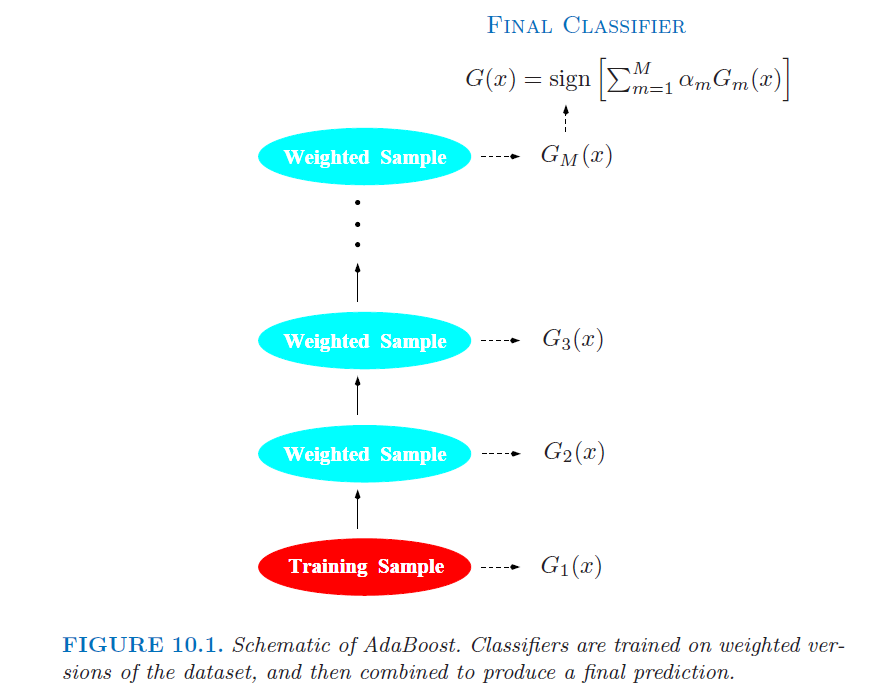 FINAL CLASSIFIER
G(x) = sign [∑_{m=1}^{M} α_m G_m(x)]
Weighted Sample G_M(x)
Weighted Sample G_3(x)
Weighted Sample G_2(x)
Training Sample G_1(x)
FIGURE 10.1. Schematic of AdaBoost. Classifiers are trained on weighted ver-
sions of the dataset, and then combined to produce a final prediction.